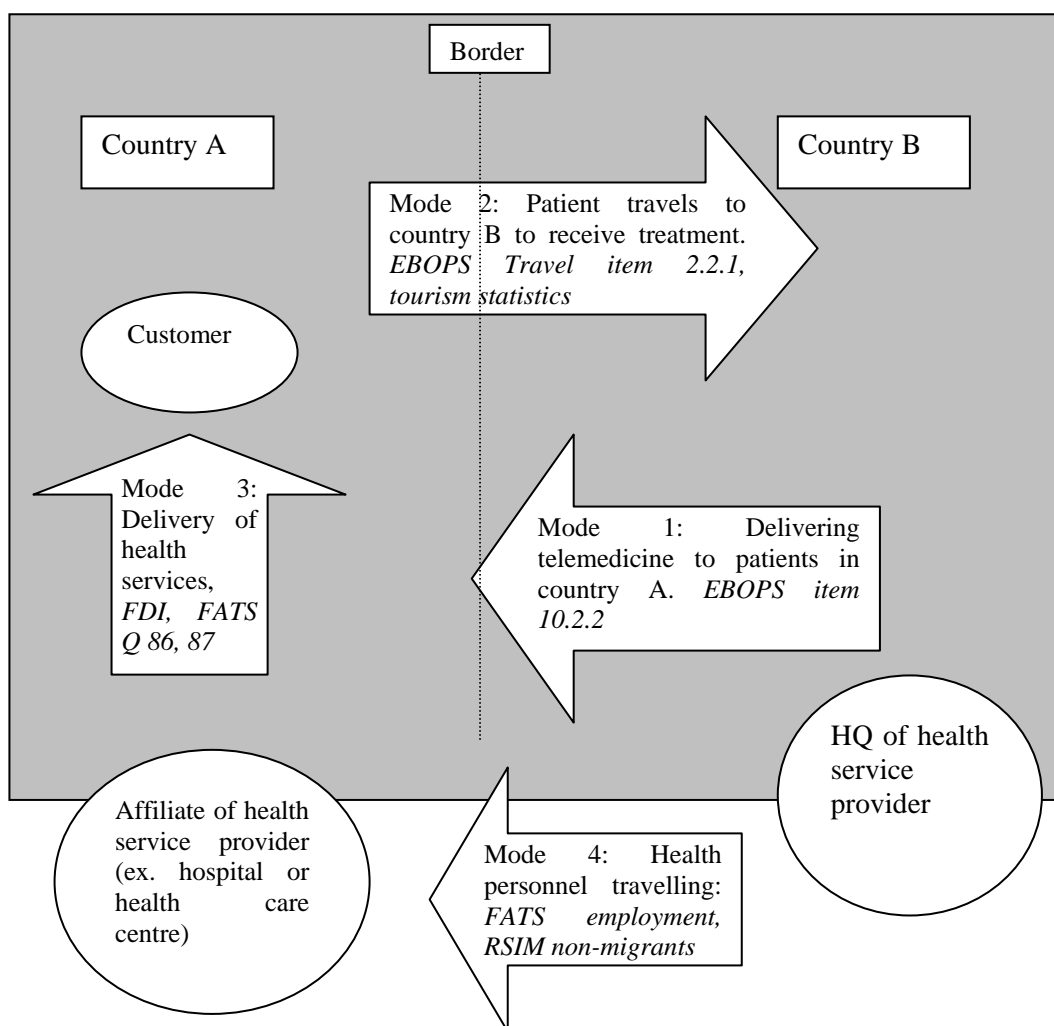 Border
Country A
Country B
Mode 2: Patient travels to
country B to receive treatment.
EBOPS Travel item 2.2.1,
tourism statistics
Customer
Mode 3:
Delivery of
health
services,
FDI, FATS
Q 86, 87
Mode 1: Delivering
telemedicine to patients in
country A. EBOPS item
10.2.2
HQ of health
service
provider
Affiliate of health
service provider
(ex. hospital or
health care
centre)
Mode 4: Health
personnel travelling:
FATS employment,
RSIM non-migrants